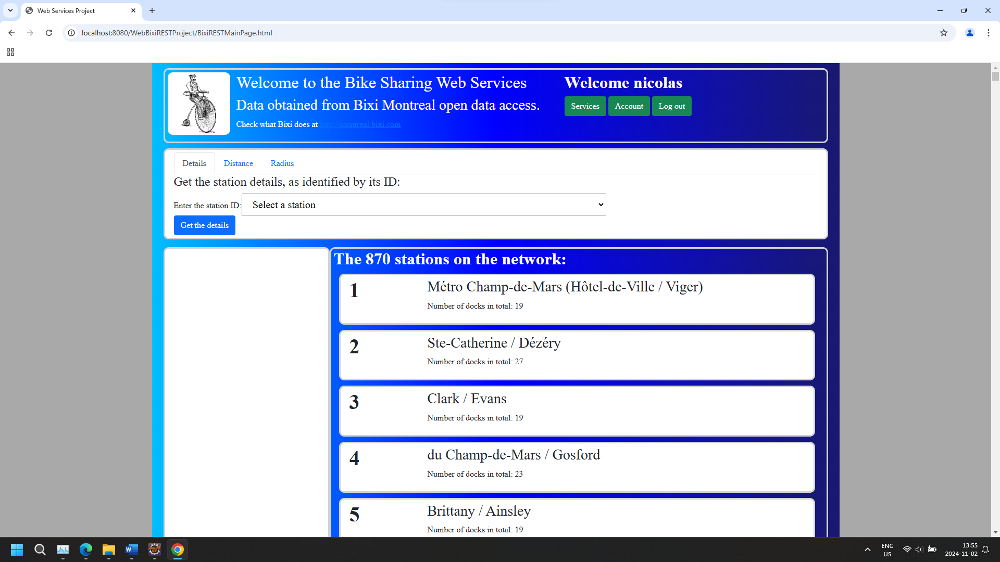 Web Services Project
localhost:8080/WebBixiRESTProject/BixiRESTMainPage.html
Welcome to the Bike Sharing Web Services
Data obtained from Bixi Montreal open data access.
Check what Bixi does at http://montreal.bixi.com
Welcome nicolas
Services Account Log out
Details Distance Radius
Get the station details, as identified by its ID:
Enter the station ID: Select a station
Get the details
The 870 stations on the network:
1 Métro Champ-de-Mars (Hôtel-de-Ville / Viger)
Number of docks in total: 19
2 Ste-Catherine / Dézéry
Number of docks in total: 27
3 Clark / Evans
Number of docks in total: 19
4 du Champ-de-Mars / Gosford
Number of docks in total: 23
5 Brittany / Ainsley
Number of docks in total: 19
ENG
US
13:55
2024-11-02